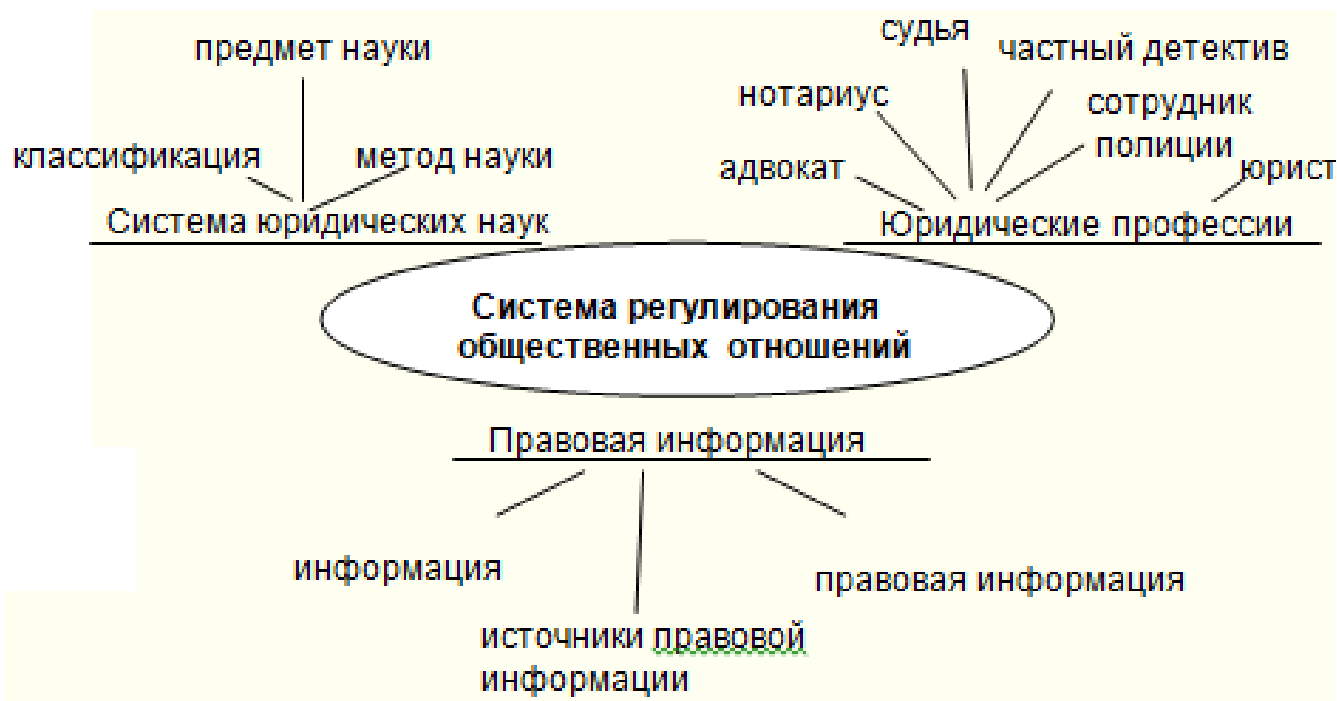 предмет науки
классификация
метод науки
Система юридических наук
судья
частный детектив
нотариус
сотрудник
полиции
адвокат
юрист
Юридические профессии
Система регулирования
общественных отношений
Правовая информация
информация
правовая информация
источники правовой
информации